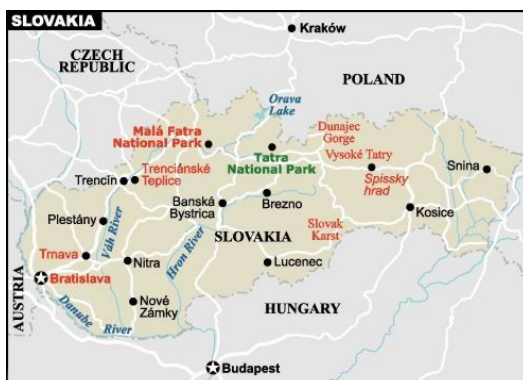 SLOVAKIA
Kraków
CZECH
REPUBLIC
POLAND
Orava
Lake
Malá Fatra
National Park
Dunajec
Gorge
Vysoké Tatry
Tatra
National Park
Spissky
hrad
Snina
Trenciánské
Teplice
Trencín
Banská
Bystrica
Brezno
Kosice
Plestány
Váh River
Hron River
SLOVAKIA
Slovak
Karst
Trnava
Nitra
Lucenec
Bratislava
AUSTRIA
Danube
River
Nové
Zámky
HUNGARY
Budapest